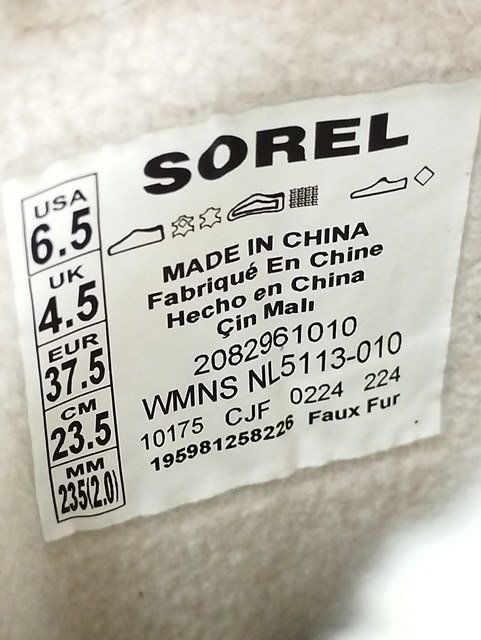 SOREL
USA
6.5
UK
4.5
EUR
37.5
CM
23.5
MM
235(2.0)
MADE IN CHINA
Fabriqué En Chine
Hecho en China
Çin Malı
2082961010
WMNS NL5113-010
10175 CJF 0224 224
195981258226 Faux Fur